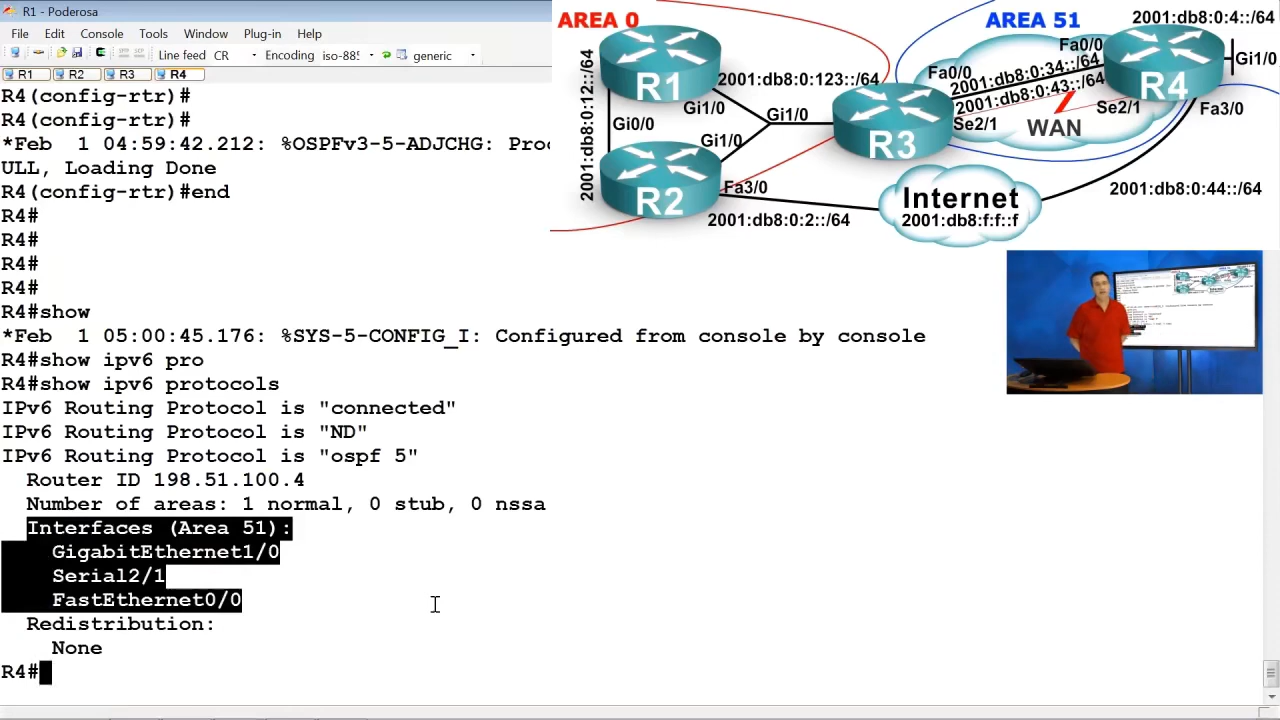 R1 - Poderosa
File Edit Console Tools Window Plug-in Help
Line feed CR Encoding iso-88: generic
R1 R2 R3 R4
R4(config-rtr)#
R4(config-rtr)#
*Feb  1 04:59:42.212: %OSPFv3-5-ADJCHG: Proc
ULL, Loading Done
R4(config-rtr)#end
R4#
R4#
R4#
R4#
R4#show
*Feb  1 05:00:45.176: %SYS-5-CONFIG_I: Configured from console by console
R4#show ipv6 pro
R4#show ipv6 protocols
IPv6 Routing Protocol is "connected"
IPv6 Routing Protocol is "ND"
IPv6 Routing Protocol is "ospf 5"
Router ID 198.51.100.4
Number of areas: 1 normal, 0 stub, 0 nssa
Interfaces (Area 51):
GigabitEthernet1/0
Serial2/1
FastEthernet0/0
Redistribution:
None
R4#
AREA 0
AREA 51
2001:db8:0:4::/64
R1
2001:db8:0:12::/64
2001:db8:0:123::/64
Gi1/0
Gi0/0
Gi1/0
Gi1/0
R2
Fa3/0
2001:db8:0:2::/64
R3
Fa0/0
Se2/1
2001:db8:0:34::/64
2001:db8:0:43::/64
WAN
Fa0/0
Se2/1
R4
Gi1/0
Fa3/0
2001:db8:0:44::/64
Internet
2001:db8:f:f::f